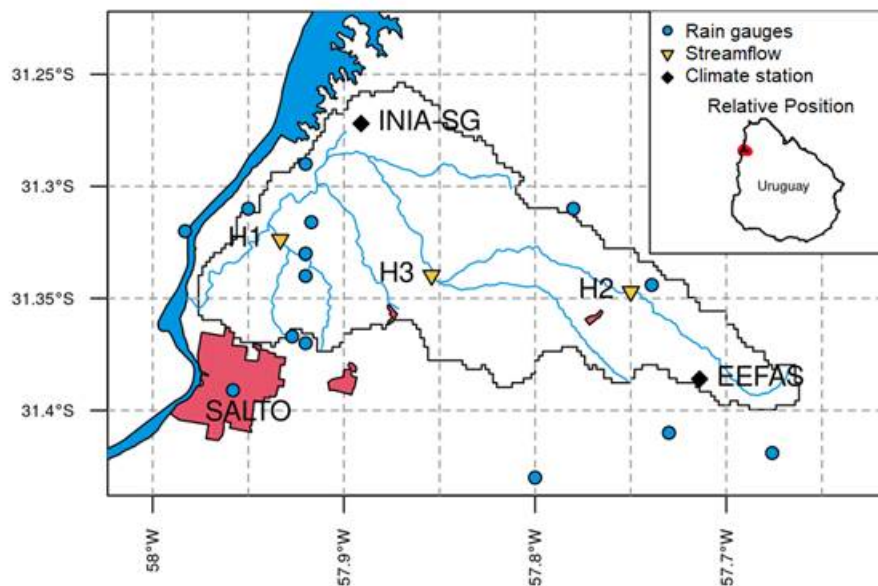 Rain gauges
Streamflow
Climate station
Relative Position
Uruguay
31.25°S
31.3°S
31.35°S
31.4°S
INIA-SG
H1
H3
H2
EEFAS
SALTO
58°W
57.9°W
57.8°W
57.7°W